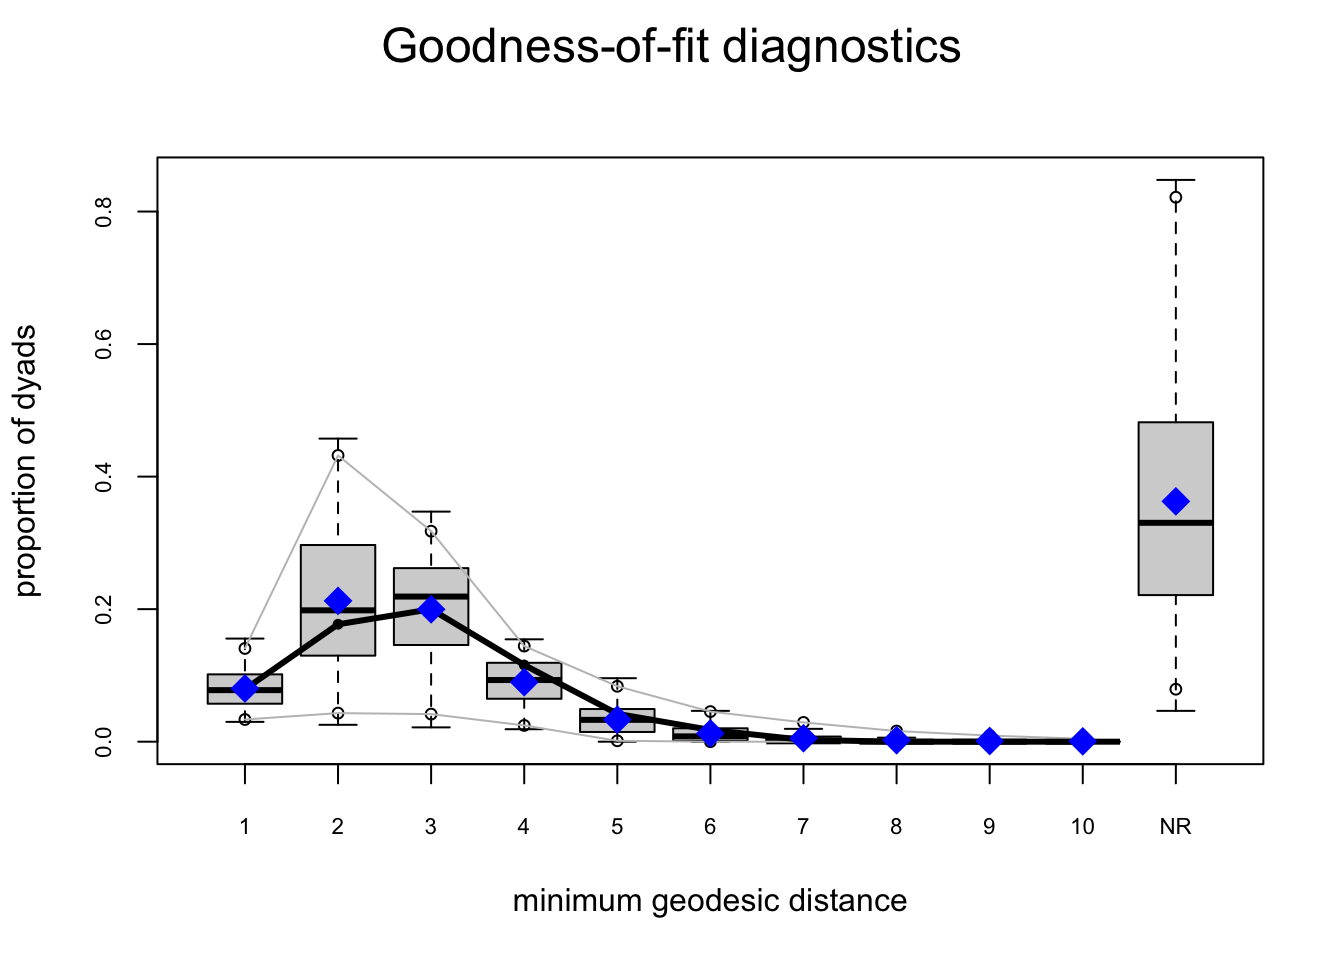 Goodness-of-fit diagnostics
proportion of dyads
0.8
0.6
0.4
0.2
0.0
1 2 3 4 5 6 7 8 9 10 NR
minimum geodesic distance